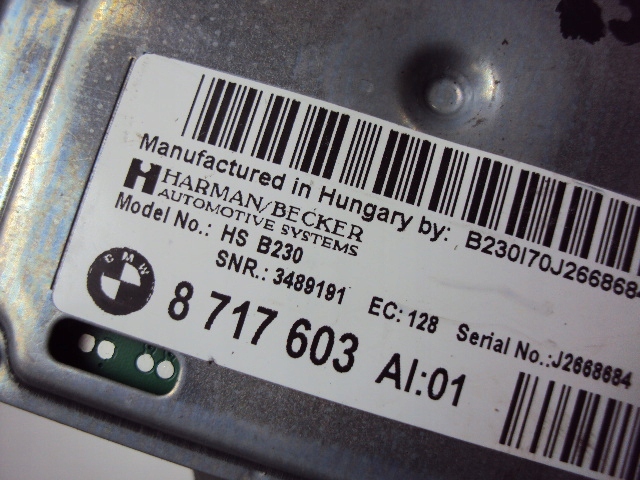 Manufactured in Hungary by: B230I70J2668684
HARMAN/BECKER
AUTOMOTIVE SYSTEMS
Model No.: HS B230
SNR.: 3489191 EC: 128 Serial No.: J2668684
BMW
8 717 603 AI:01